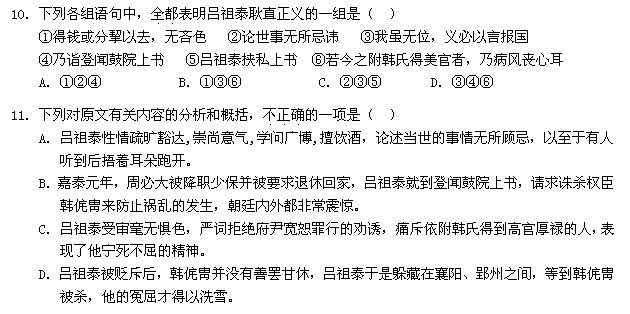 10. 下列各组语句中，全都表明吕祖泰耿直正义的一组是（ ）
①得钱或分挈以去，无吝色 ②论世事无所忌讳 ③我虽无位，义必以言报国
④乃诣登闻鼓院上书 ⑤吕祖泰挟私上书 ⑥若今之附韩氏得美官者，乃病风丧心耳
A. ①②④ B. ①③⑥ C. ②③⑤ D. ③④⑥
11. 下列对原文有关内容的分析和概括，不正确的一项是（ ）
A. 吕祖泰性情疏旷豁达,崇尚意气,学问广博,擅饮酒，论述当世的事情无所顾忌，以至于有人
听到后捂着耳朵跑开。
B. 嘉泰元年，周必大被降职少保并被要求退休回家，吕祖泰就到登闻鼓院上书，请求诛杀权臣
韩侂胄来防止祸乱的发生，朝廷内外都非常震惊。
C. 吕祖泰受审毫无惧色，严词拒绝府尹宽恕罪行的劝诱，痛斥依附韩氏得到高官厚禄的人，表
现了他宁死不屈的精神。
D. 吕祖泰被贬斥后，韩侂胄并没有善罢甘休，吕祖泰于是躲藏在襄阳、郢州之间，等到韩侂胄
被杀，他的冤屈才得以洗雪。